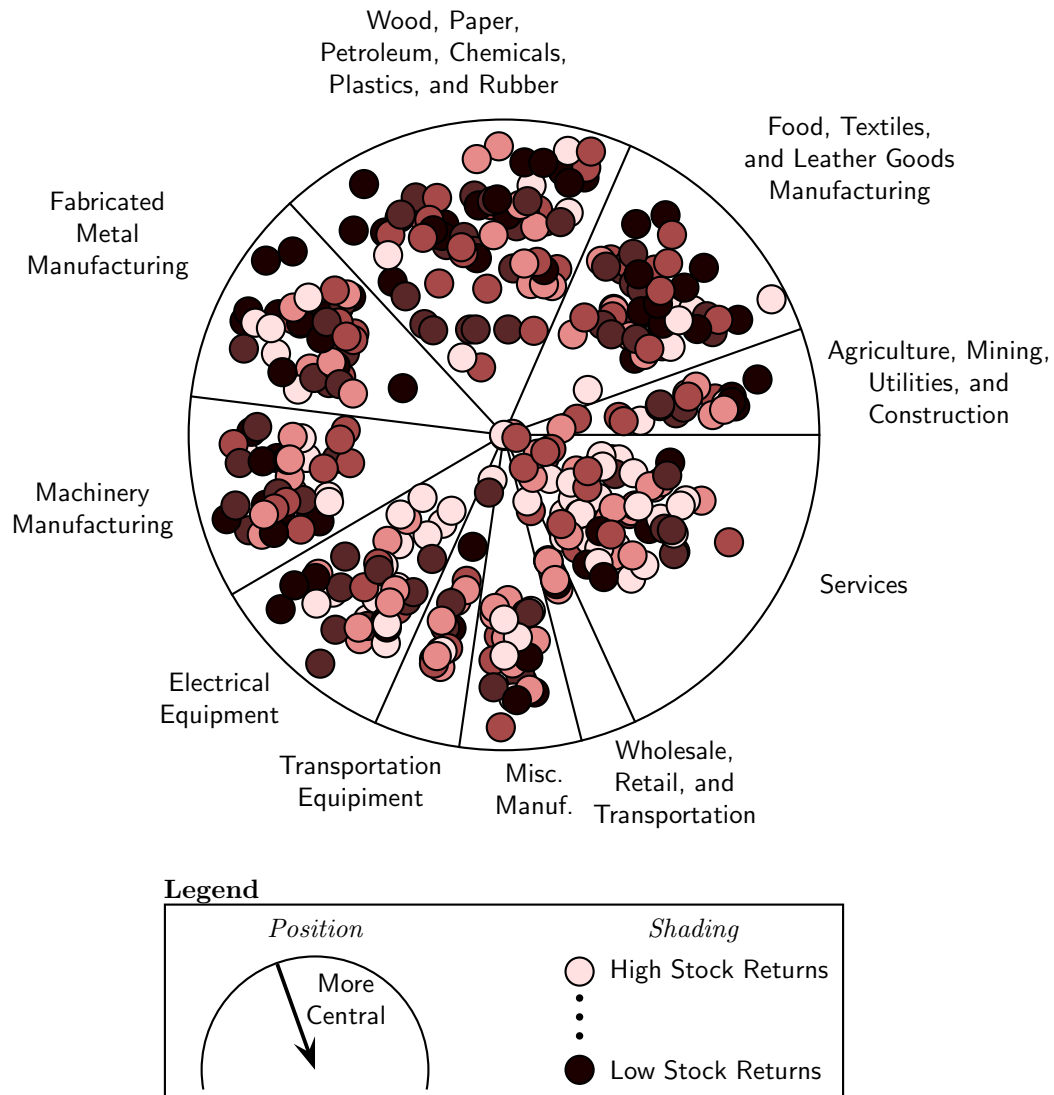 Wood, Paper,
Petroleum, Chemicals,
Plastics, and Rubber
Food, Textiles,
and Leather Goods
Manufacturing
Fabricated
Metal
Manufacturing
Agriculture, Mining,
Utilities, and
Construction
Machinery
Manufacturing
Services
Electrical
Equipment
Transportation
Equipiment
Misc.
Manuf.
Wholesale,
Retail, and
Transportation
Legend
Position
Shading
More
Central
High Stock Returns
Low Stock Returns